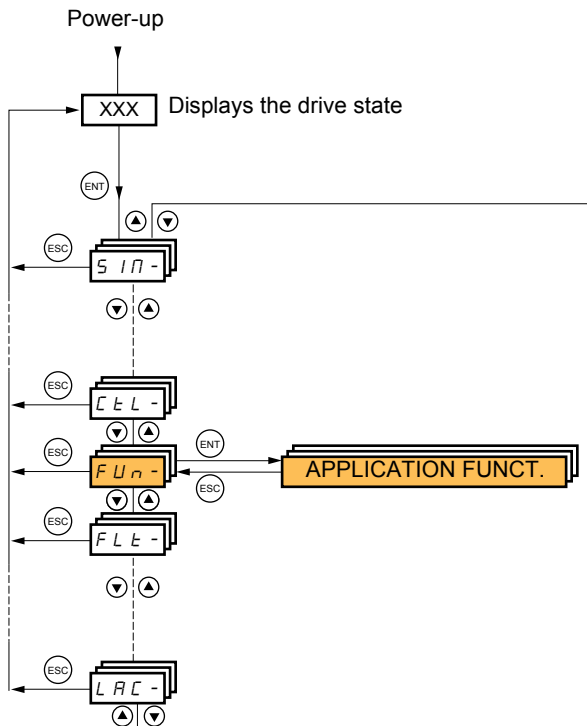 Power-up
XXX Displays the drive state
ENT
ESC
SIM-
ESC
CtL-
ESC ENT
FUn- APPLICATION FUNCT.
ESC
ESC
FLt-
ESC
LAC-